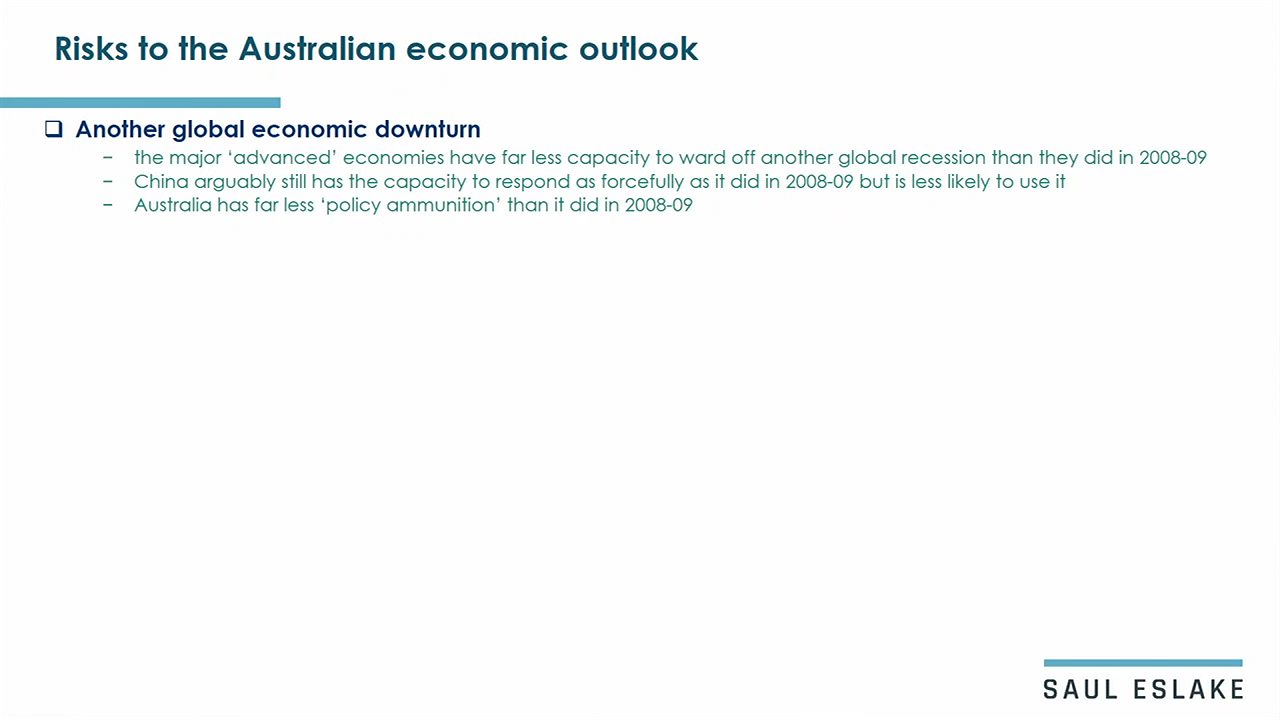 Risks to the Australian economic outlook
❑ Another global economic downturn
− the major ‘advanced’ economies have far less capacity to ward off another global recession than they did in 2008-09
− China arguably still has the capacity to respond as forcefully as it did in 2008-09 but is less likely to use it
− Australia has far less ‘policy ammunition’ than it did in 2008-09
SAUL ESLAKE